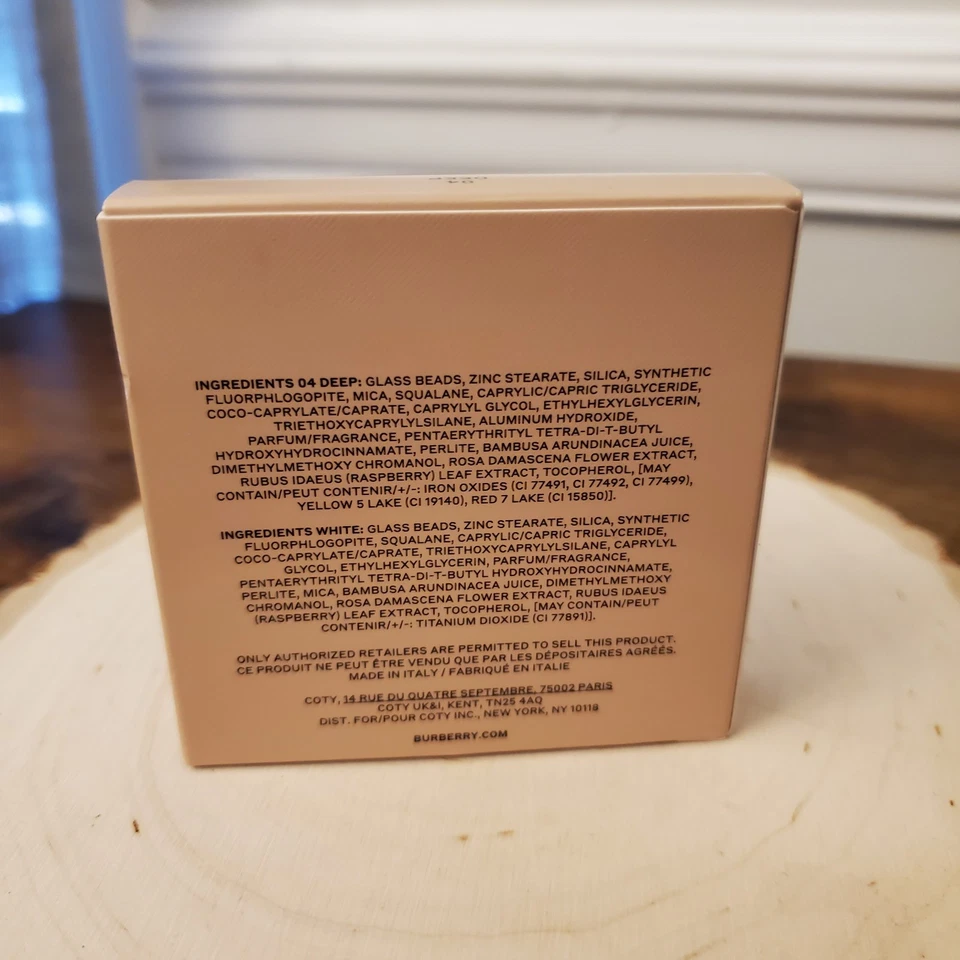 04
DEEP
INGREDIENTS 04 DEEP: GLASS BEADS, ZINC STEARATE, SILICA, SYNTHETIC
FLUORPHLOGOPITE, MICA, SQUALANE, CAPRYLIC/CAPRIC TRIGLYCERIDE,
COCO-CAPRYLATE/CAPRATE, CAPRYLYL GLYCOL, ETHYLHEXYLGLYCERIN,
TRIETHOXYCAPRYLYLSILANE, ALUMINUM HYDROXIDE,
PARFUM/FRAGRANCE, PENTAERYTHRITYL TETRA-DI-T-BUTYL
HYDROXYHYDROCINNAMATE, PERLITE, BAMBUSA ARUNDINACEA JUICE,
DIMETHYLMETHOXY CHROMANOL, ROSA DAMASCENA FLOWER EXTRACT,
RUBUS IDAEUS (RASPBERRY) LEAF EXTRACT, TOCOPHEROL, [MAY
CONTAIN/PEUT CONTENIR/+/-: IRON OXIDES (CI 77491, CI 77492, CI 77499),
YELLOW 5 LAKE (CI 19140), RED 7 LAKE (CI 15850)].
INGREDIENTS WHITE: GLASS BEADS, ZINC STEARATE, SILICA, SYNTHETIC
FLUORPHLOGOPITE, SQUALANE, CAPRYLIC/CAPRIC TRIGLYCERIDE,
COCO-CAPRYLATE/CAPRATE, TRIETHOXYCAPRYLYLSILANE, CAPRYLYL
GLYCOL, ETHYLHEXYLGLYCERIN, PARFUM/FRAGRANCE,
PENTAERYTHRITYL TETRA-DI-T-BUTYL HYDROXYHYDROCINNAMATE,
PERLITE, MICA, BAMBUSA ARUNDINACEA JUICE, DIMETHYLMETHOXY
CHROMANOL, ROSA DAMASCENA FLOWER EXTRACT, RUBUS IDAEUS
(RASPBERRY) LEAF EXTRACT, TOCOPHEROL, [MAY CONTAIN/PEUT
CONTENIR/+/-: TITANIUM DIOXIDE (CI 77891)].
ONLY AUTHORIZED RETAILERS ARE PERMITTED TO SELL THIS PRODUCT.
CE PRODUIT NE PEUT ÊTRE VENDU QUE PAR LES DÉPOSITAIRES AGRÉÉS.
MADE IN ITALY / FABRIQUÉ EN ITALIE
COTY, 14 RUE DU QUATRE SEPTEMBRE, 75002 PARIS
COTY UK&I, KENT, TN25 4AQ
DIST. FOR/POUR COTY INC., NEW YORK, NY 10118
BURBERRY.COM